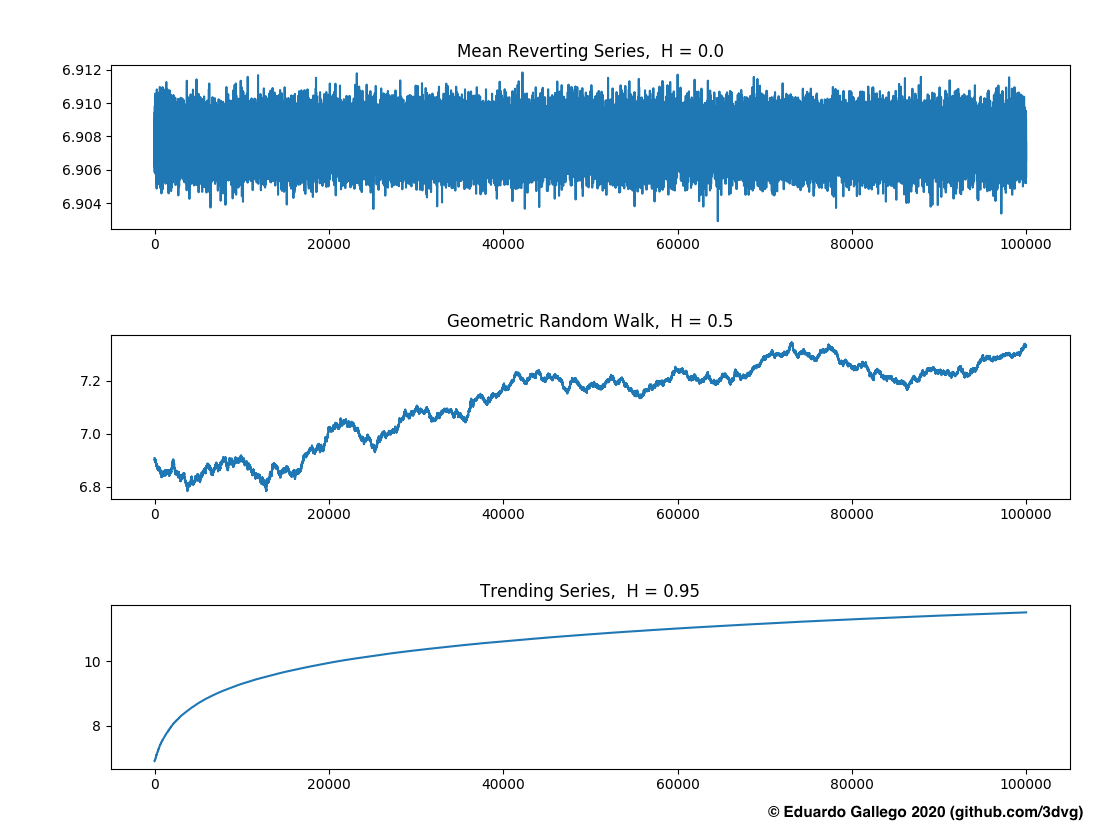 Mean Reverting Series,  H = 0.0
6.912
6.910
6.908
6.906
6.904
0 20000 40000 60000 80000 100000
Geometric Random Walk,  H = 0.5
7.2
7.0
6.8
0 20000 40000 60000 80000 100000
Trending Series,  H = 0.95
10
8
0 20000 40000 60000 80000 100000
© Eduardo Gallego 2020 (github.com/3dvg)